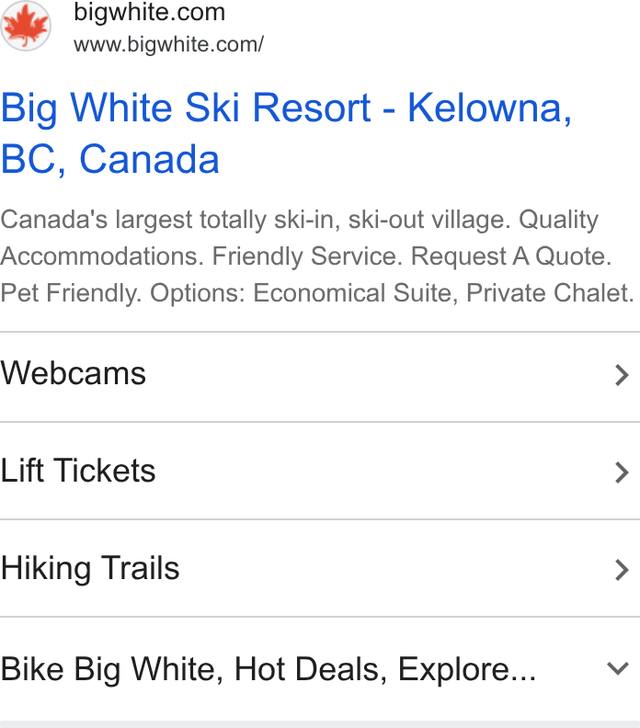 bigwhite.com
www.bigwhite.com/
Big White Ski Resort - Kelowna,
BC, Canada
Canada's largest totally ski-in, ski-out village. Quality
Accommodations. Friendly Service. Request A Quote.
Pet Friendly. Options: Economical Suite, Private Chalet.
Webcams
Lift Tickets
Hiking Trails
Bike Big White, Hot Deals, Explore...